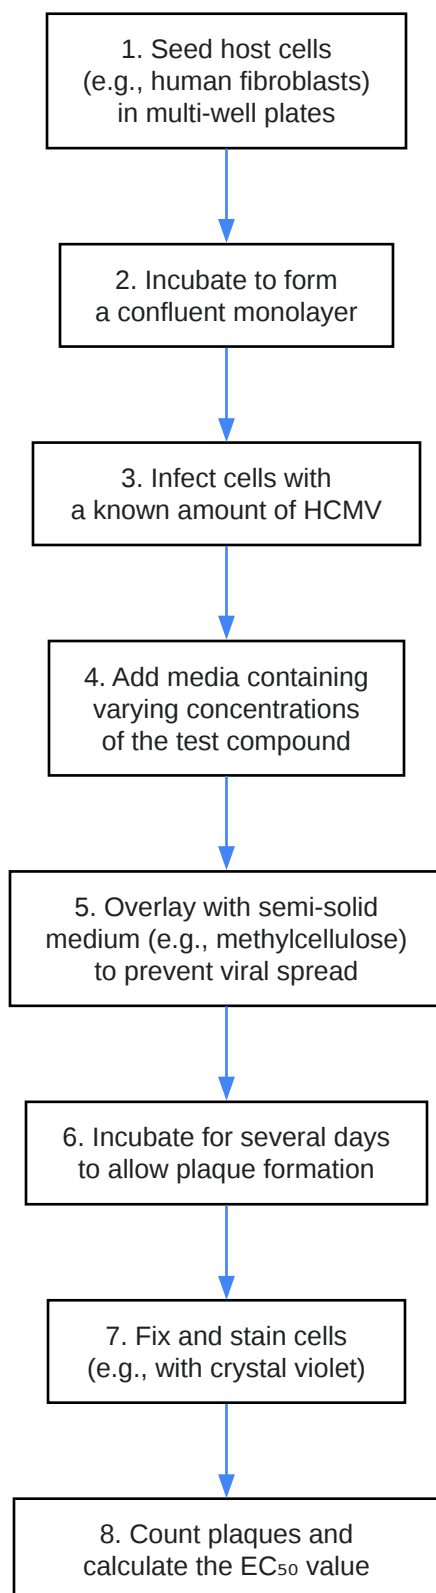 1. Seed host cells
(e.g., human fibroblasts)
in multi-well plates
2. Incubate to form
a confluent monolayer
3. Infect cells with
a known amount of HCMV
4. Add media containing
varying concentrations
of the test compound
5. Overlay with semi-solid
medium (e.g., methylcellulose)
to prevent viral spread
6. Incubate for several days
to allow plaque formation
7. Fix and stain cells
(e.g., with crystal violet)
8. Count plaques and
calculate the EC₅₀ value